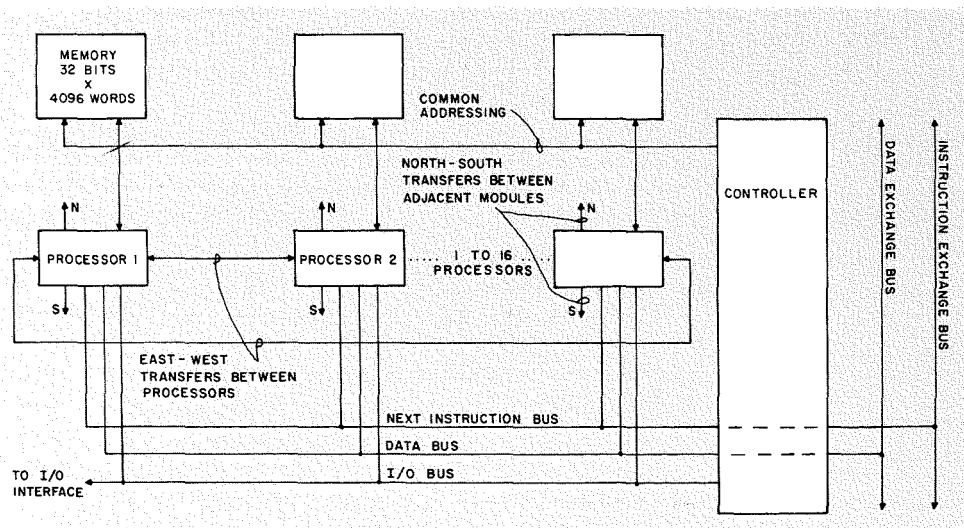 MEMORY
32 BITS
X
4096 WORDS
COMMON
ADDRESSING
NORTH-SOUTH
TRANSFERS BETWEEN
ADJACENT MODULES
CONTROLLER
DATA EXCHANGE BUS
INSTRUCTION EXCHANGE BUS
N
N
N
PROCESSOR 1
PROCESSOR 2
..... 1 TO 16 .....
PROCESSORS
S
S
S
EAST-WEST
TRANSFERS BETWEEN
PROCESSORS
NEXT INSTRUCTION BUS
DATA BUS
I/O BUS
TO I/O
INTERFACE